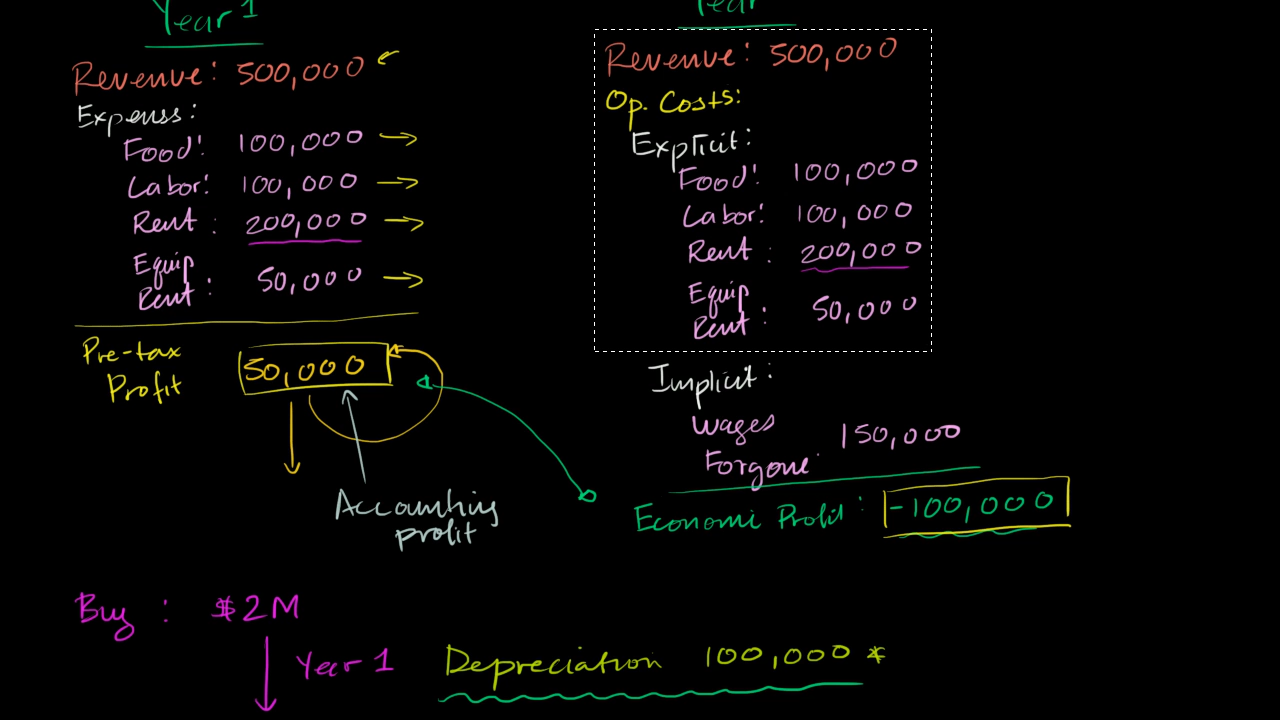 Year 1
Revenue: 500,000
Expenss:
Food: 100,000
Labor: 100,000
Rent : 200,000
Equip
Rent : 50,000
Pre-tax
Profit 50,000
Accounting
profit
Year
Revenue: 500,000
Op. Costs:
Explicit:
Food: 100,000
Labor: 100,000
Rent : 200,000
Equip
Rent : 50,000
Implicit :
Wages
Forgone: 150,000
Economic Profit : -100,000
Buy : $2M
Year 1 Depreciation 100,000 *